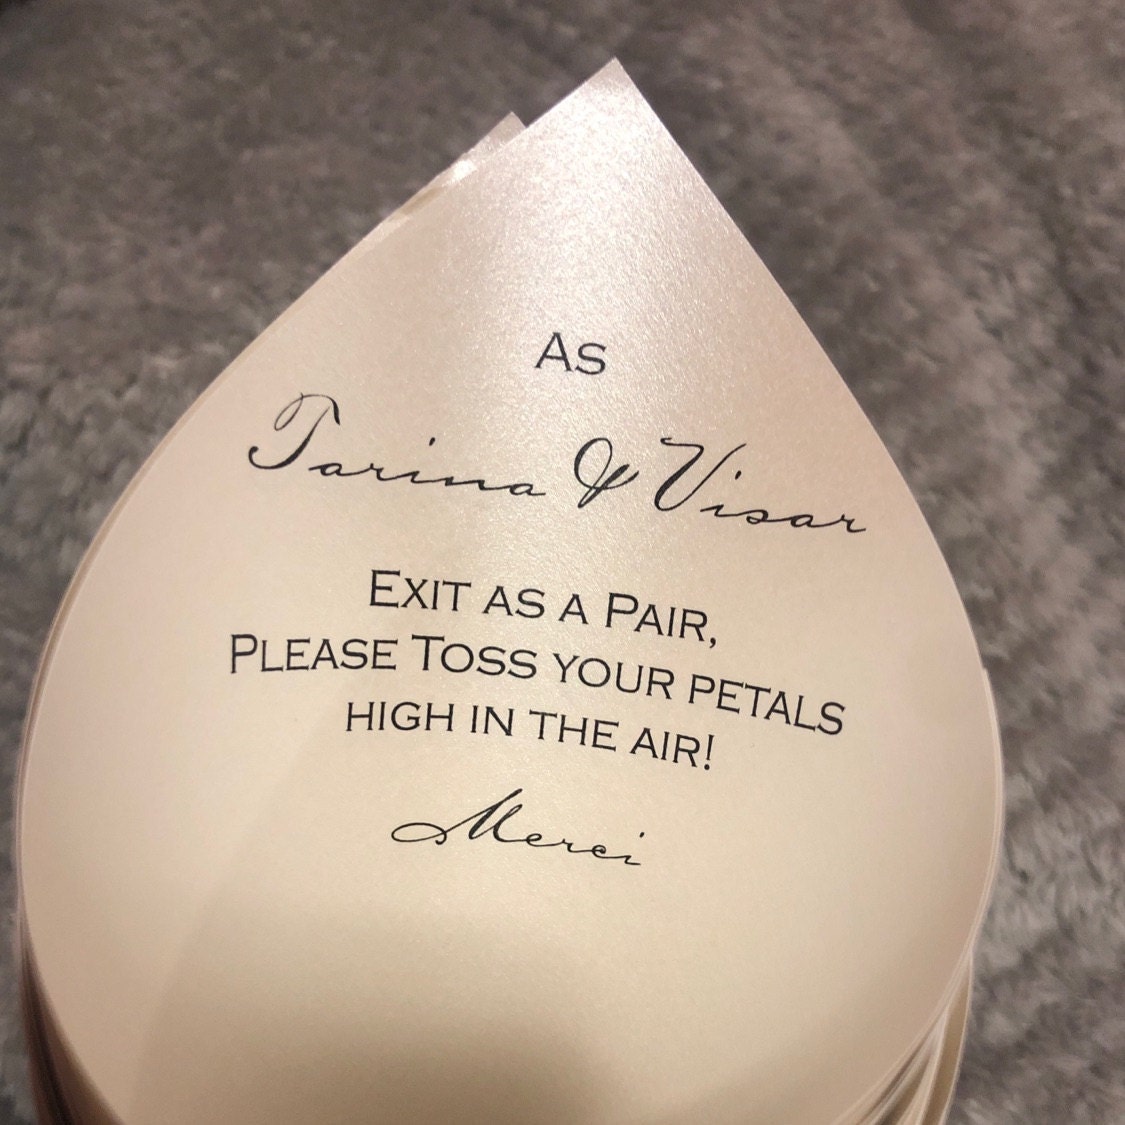 AS
Tarina & Visar
EXIT AS A PAIR,
PLEASE TOSS YOUR PETALS
HIGH IN THE AIR!
Merci